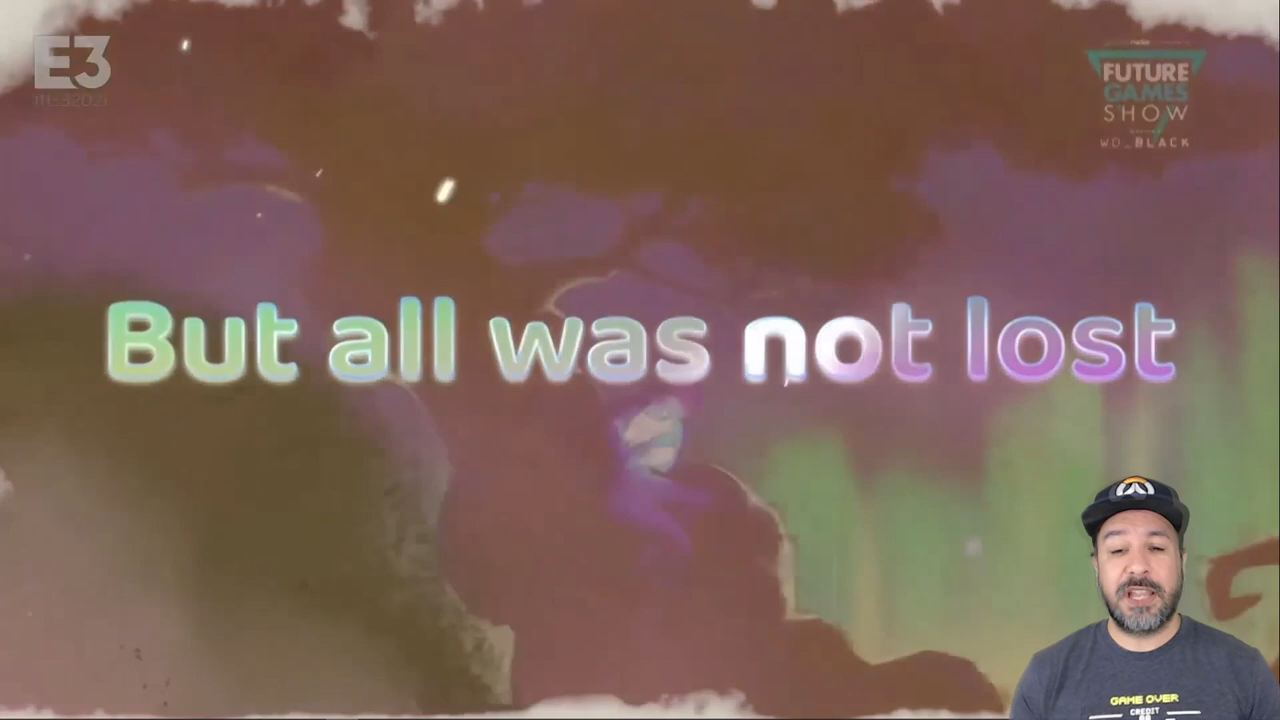 E3
FUTURE
GAMES
SHOW
WD_BLACK
But all was not lost
GAME OVER
CREDIT